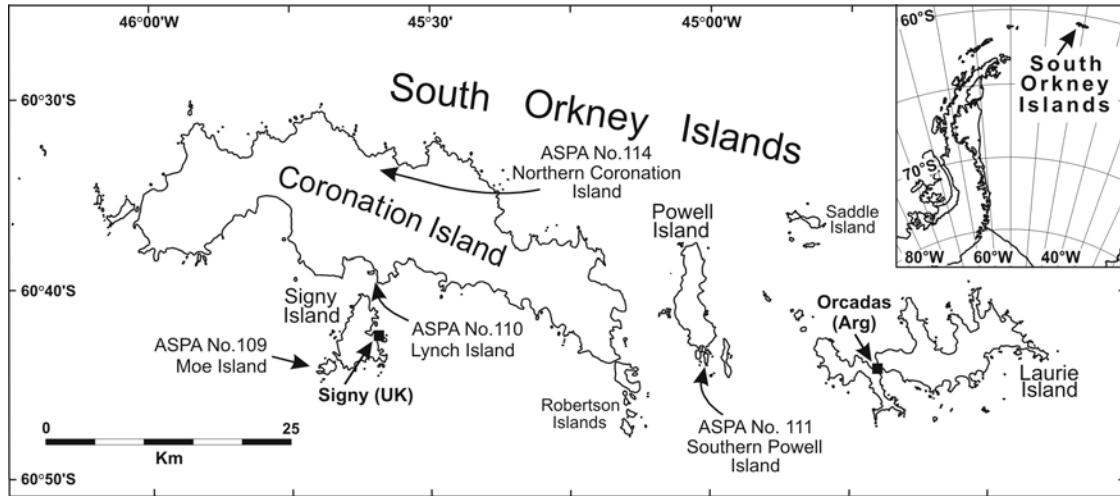 46°00'W
45°30'
45°00'
60°S
South
Orkney
Islands
70°S
80°W
60°W
40°W
60°30'S
South Orkney Islands
ASPA No.114
Northern Coronation
Island
Coronation Island
Powell
Island
Saddle
Island
60°40'S
Signy
Island
ASPA No.110
Lynch Island
ASPA No.109
Moe Island
Signy (UK)
Orcadas
(Arg)
Laurie
Island
Robertson
Islands
ASPA No. 111
Southern Powell
Island
0
25
Km
60°50'S